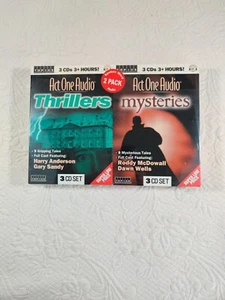 3 CDs 3+ HOURS!
Act One Audio
Thrillers
6 Gripping Tales
Full Cast Featuring:
Harry Anderson
Gary Sandy
3 CD SET
2 PACK
3 CDs 3+ HOURS!
Act One Audio
mysteries
6 Mysterious Tales
Full Cast Featuring:
Roddy McDowall
Dawn Wells
3 CD SET